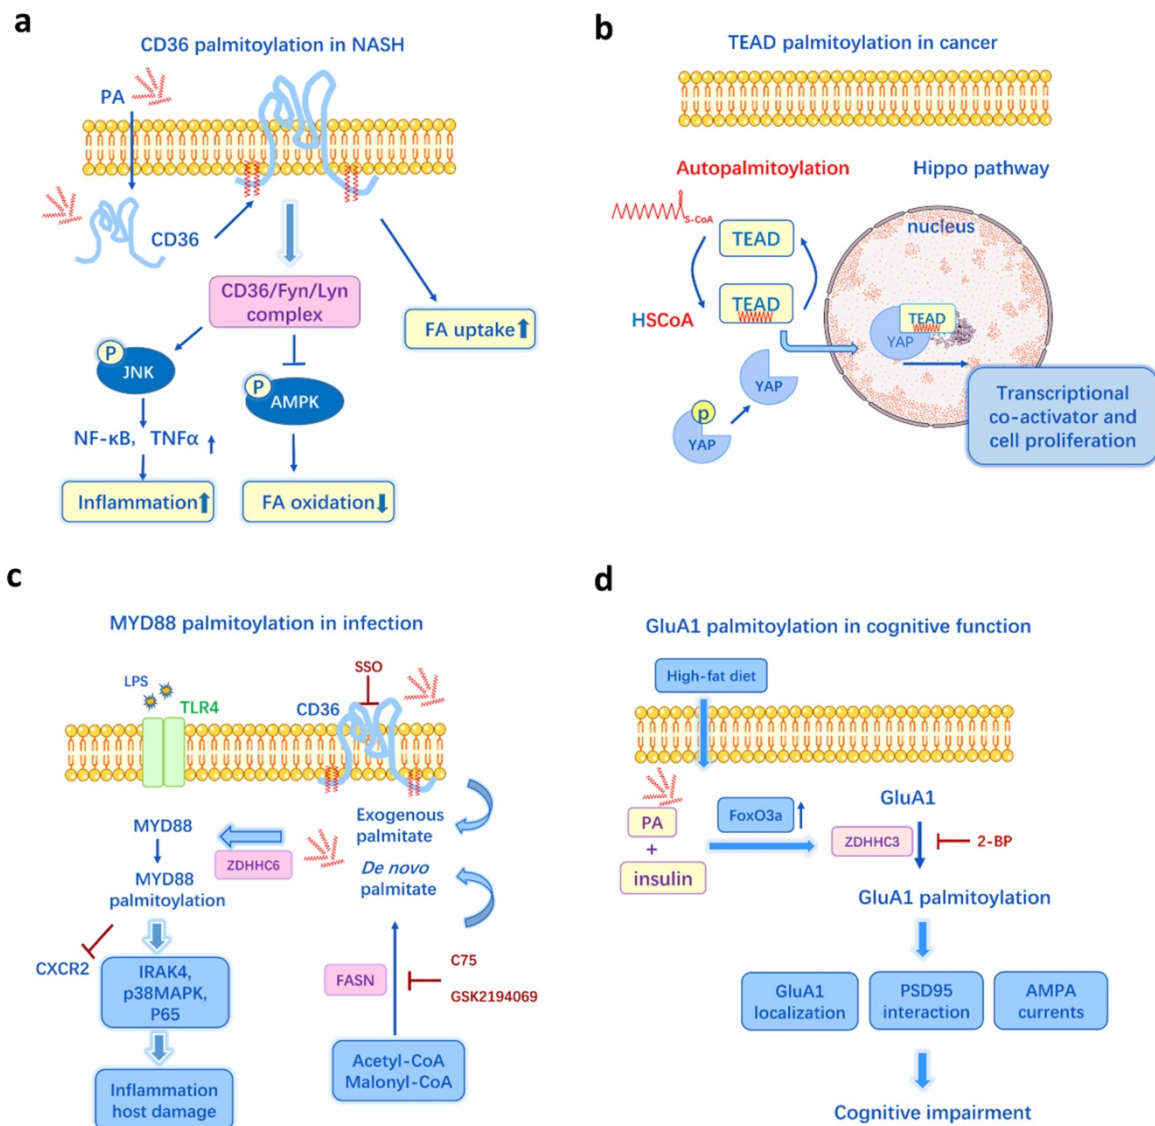 a
CD36 palmitoylation in NASH
PA
CD36
CD36/Fyn/Lyn
complex
FA uptake
P
JNK
P
AMPK
NF-κB, TNFα
Inflammation
FA oxidation
b
TEAD palmitoylation in cancer
Autopalmitoylation
Hippo pathway
S-CoA
TEAD
nucleus
TEAD
HSCoA
TEAD
YAP
YAP
p
YAP
Transcriptional
co-activator and
cell proliferation
c
MYD88 palmitoylation in infection
SSO
LPS
TLR4
CD36
MYD88
Exogenous
palmitate
ZDHHC6
De novo
palmitate
MYD88
palmitoylation
CXCR2
IRAK4,
p38MAPK,
P65
FASN
C75
GSK2194069
Acetyl-CoA
Malonyl-CoA
Inflammation
host damage
d
GluA1 palmitoylation in cognitive function
High-fat diet
PA
+
insulin
FoxO3a
GluA1
ZDHHC3
2-BP
GluA1 palmitoylation
GluA1
localization
PSD95
interaction
AMPA
currents
Cognitive impairment